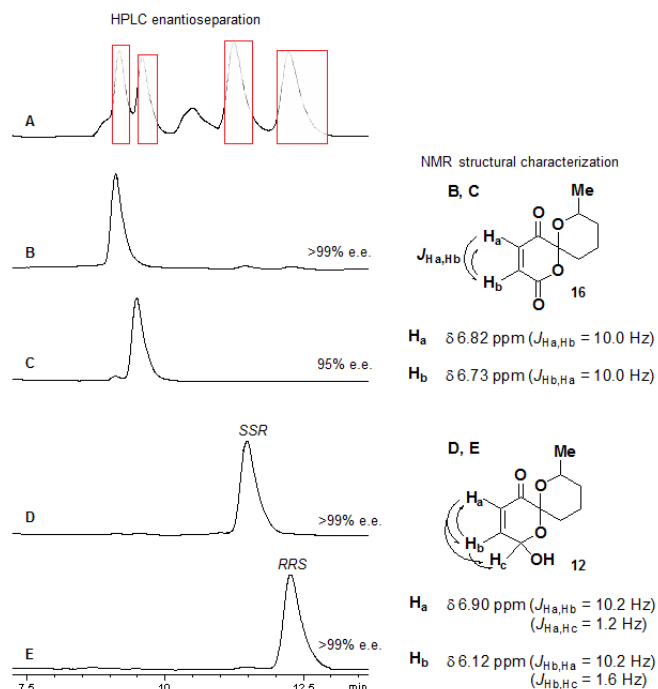 HPLC enantioseparation
A
NMR structural characterization
B, C
Me
O
O
Ha
JHa,Hb
Hb
O
O
16
B
>99% e.e.
Ha δ 6.82 ppm (JHa,Hb = 10.0 Hz)
C
95% e.e.
Hb δ 6.73 ppm (JHb,Ha = 10.0 Hz)
SSR
D, E
Me
O
O
Ha
D
>99% e.e.
O
Hb
Hc
OH
12
RRS
Ha δ 6.90 ppm (JHa,Hb = 10.2 Hz)
(JHa,Hc = 1.2 Hz)
E
>99% e.e.
Hb δ 6.12 ppm (JHb,Ha = 10.2 Hz)
(JHb,Hc = 1.6 Hz)
7.5 10 12.5 min